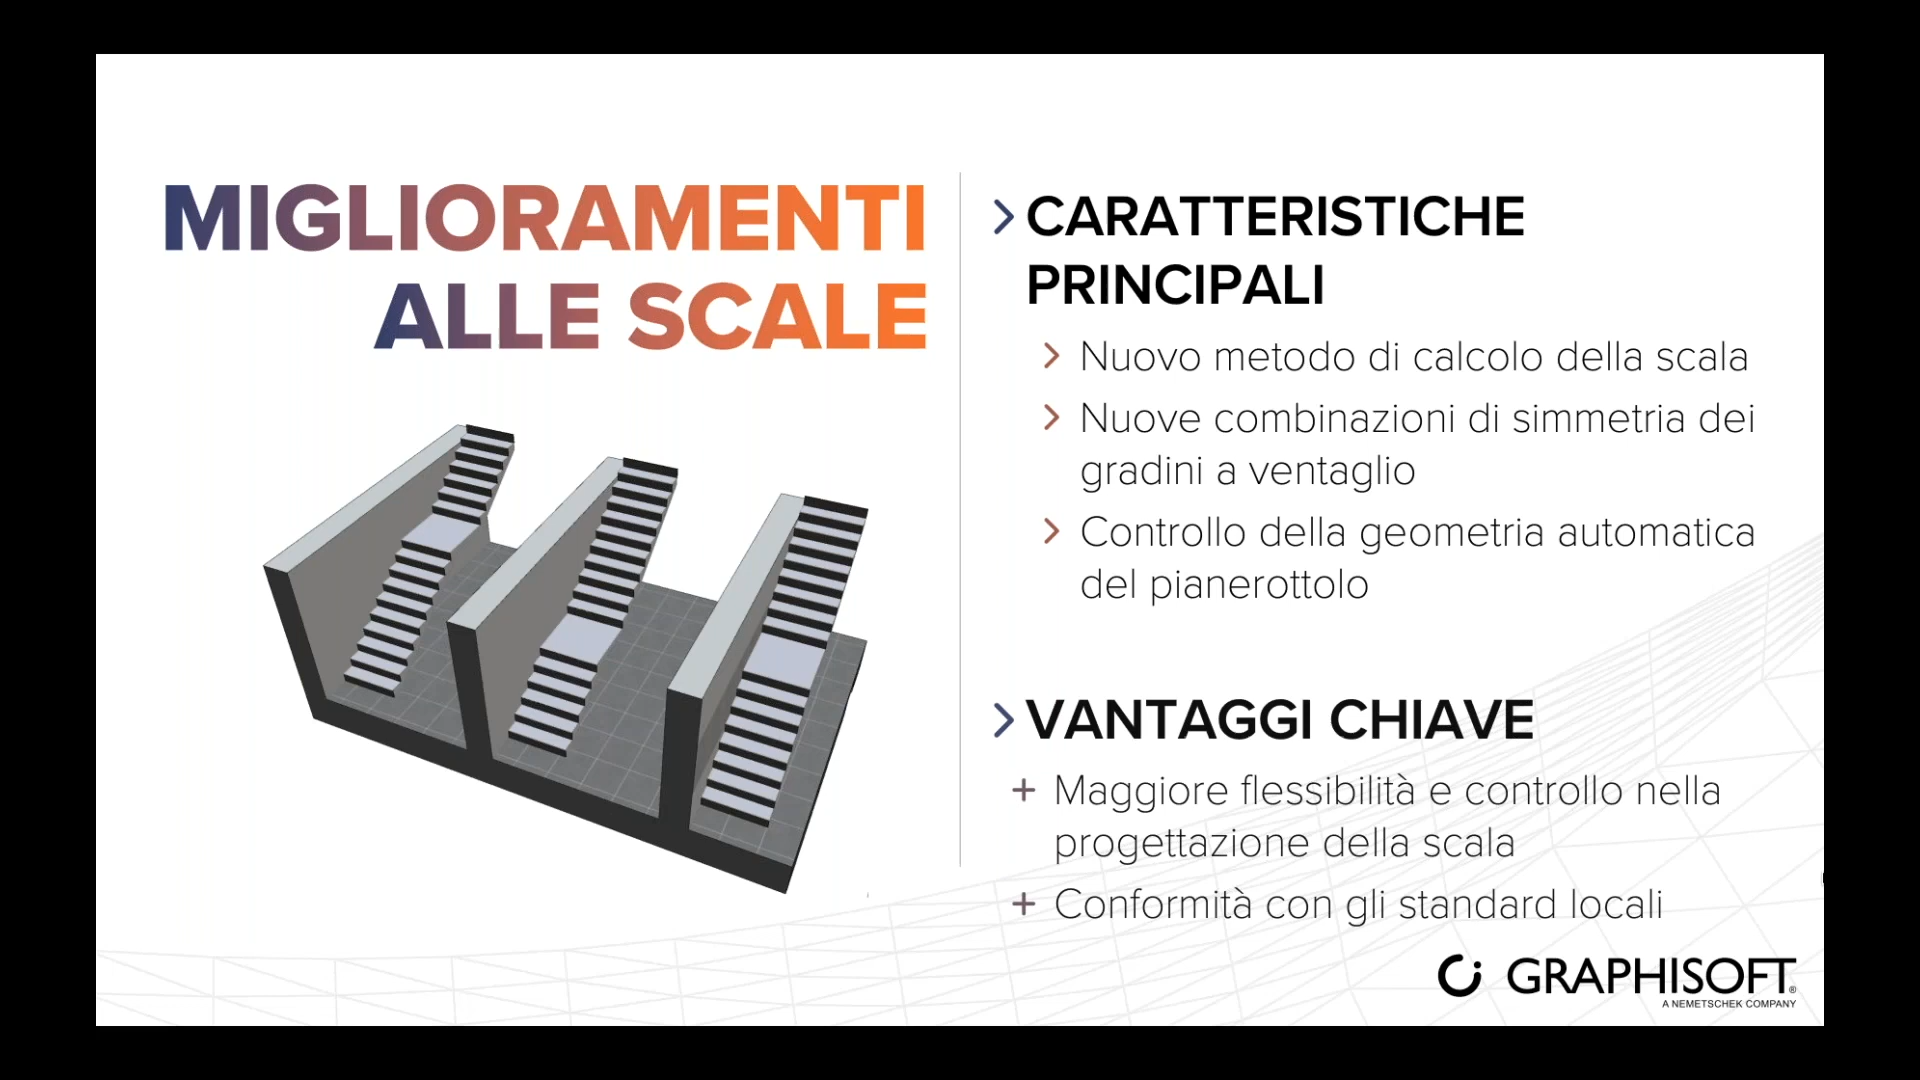 MIGLIORAMENTI
ALLE SCALE
CARATTERISTICHE
PRINCIPALI
Nuovo metodo di calcolo della scala
Nuove combinazioni di simmetria dei
gradini a ventaglio
Controllo della geometria automatica
del pianerottolo
VANTAGGI CHIAVE
+ Maggiore flessibilità e controllo nella
progettazione della scala
+ Conformità con gli standard locali
GRAPHISOFT®
A NEMETSCHEK COMPANY